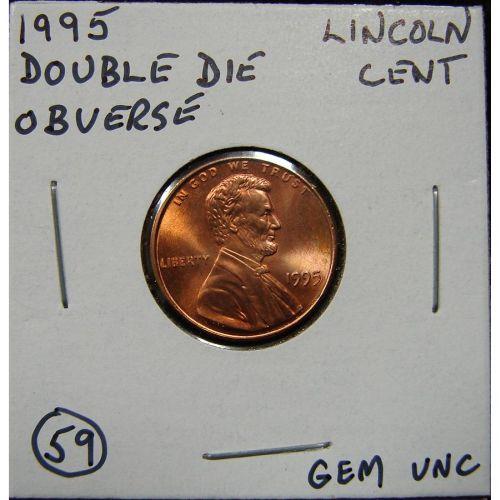 1995
DOUBLE DIE
OBVERSE
LINCOLN
CENT
IN GOD WE TRUST
LIBERTY
1995
59
GEM UNC